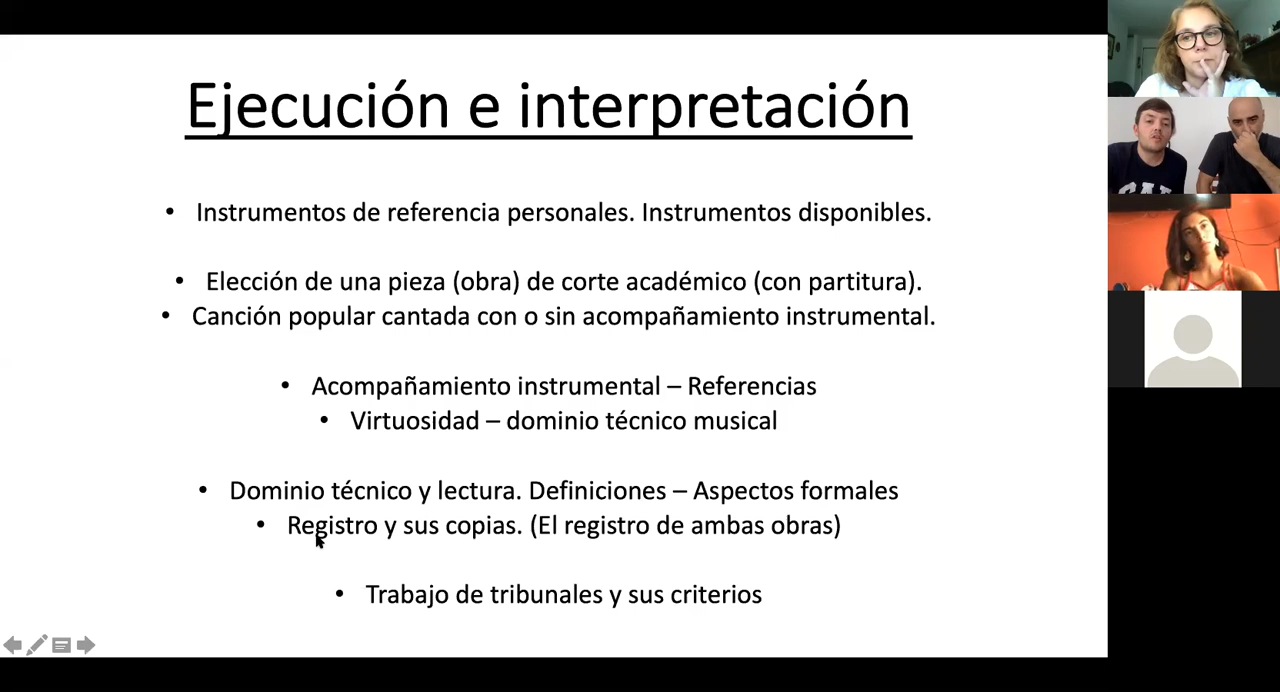 Ejecución e interpretación
• Instrumentos de referencia personales. Instrumentos disponibles.
• Elección de una pieza (obra) de corte académico (con partitura).
• Canción popular cantada con o sin acompañamiento instrumental.
• Acompañamiento instrumental – Referencias
• Virtuosidad – dominio técnico musical
• Dominio técnico y lectura. Definiciones – Aspectos formales
• Registro y sus copias. (El registro de ambas obras)
• Trabajo de tribunales y sus criterios